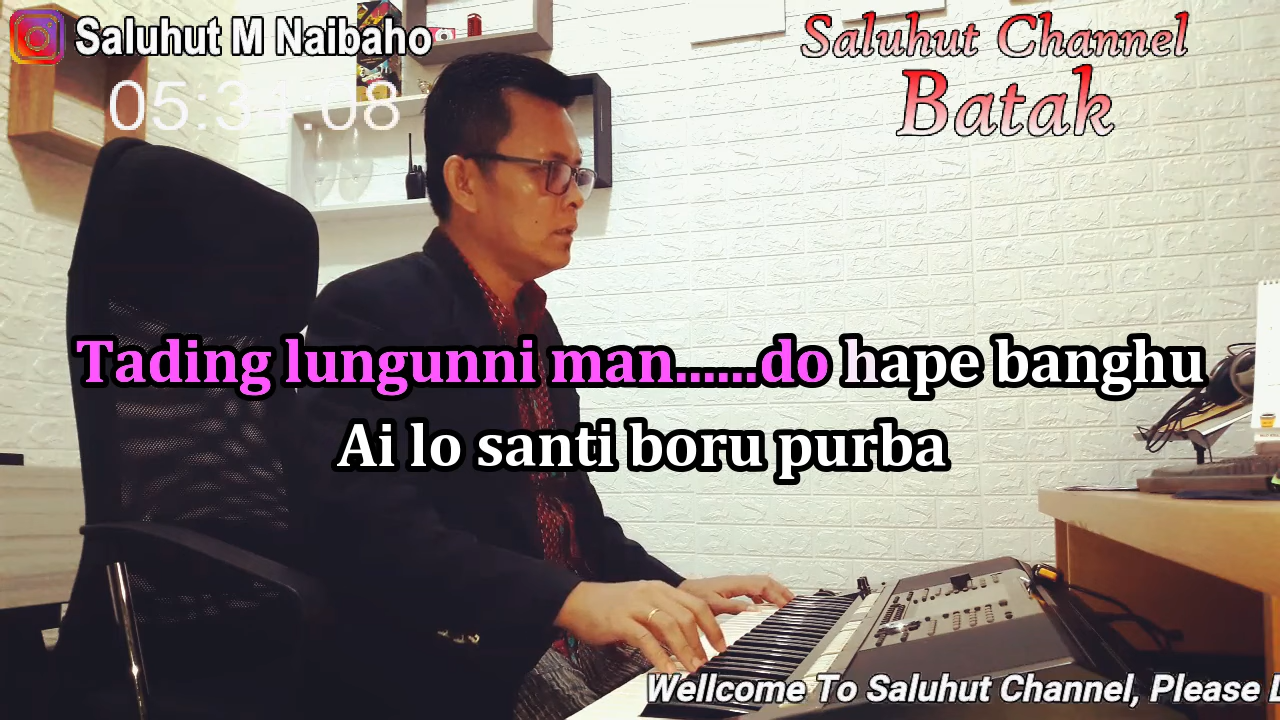 Saluhut M Naibaho
Saluhut Channel
Batak
Tading lungunni man......do hape banghu
Ai lo santi boru purba
Wellcome To Saluhut Channel, Please